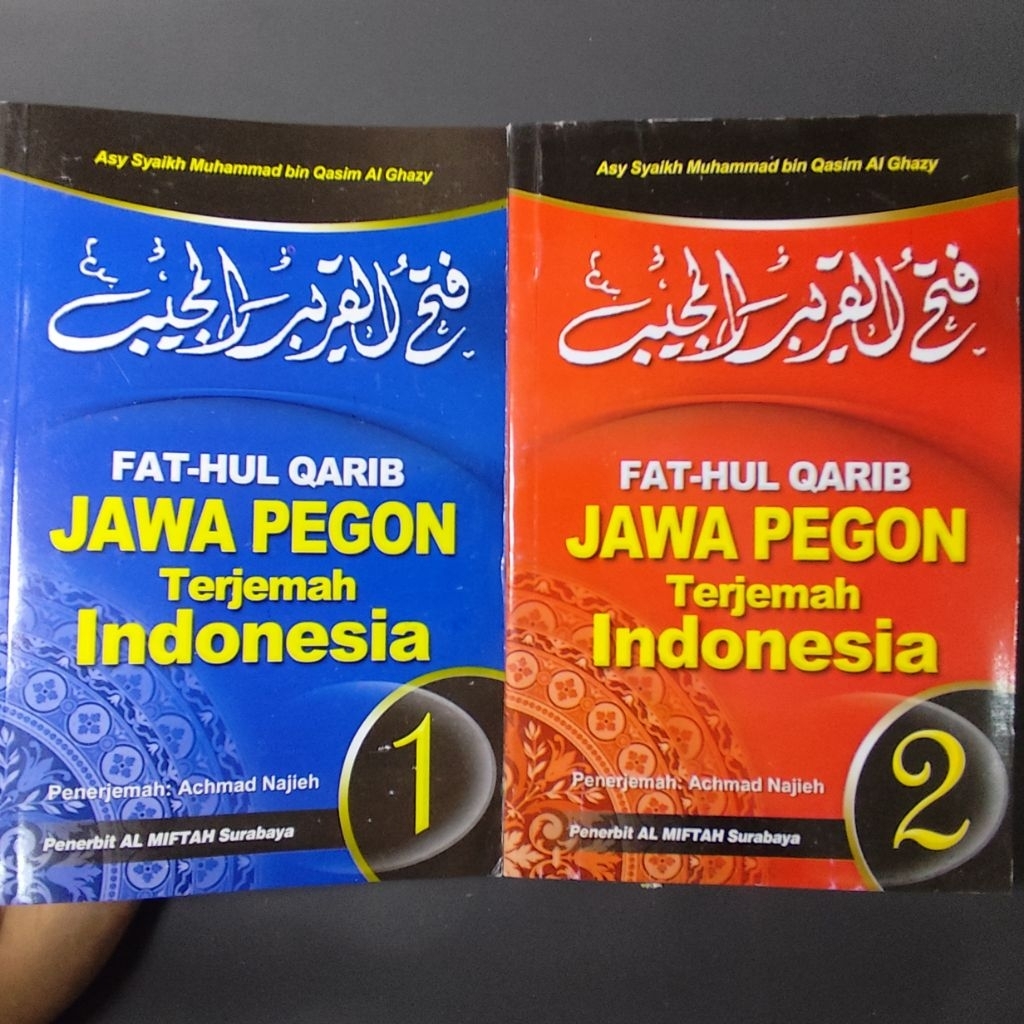 Asy Syaikh Muhammad bin Qasim Al Ghazy
فتح القريب المجيب
FAT-HUL QARIB
JAWA PEGON
Terjemah
Indonesia
1
Penerjemah: Achmad Najieh
Penerbit AL MIFTAH Surabaya
Asy Syaikh Muhammad bin Qasim Al Ghazy
فتح القريب المجيب
FAT-HUL QARIB
JAWA PEGON
Terjemah
Indonesia
2
Penerjemah: Achmad Najieh
Penerbit AL MIFTAH Surabaya